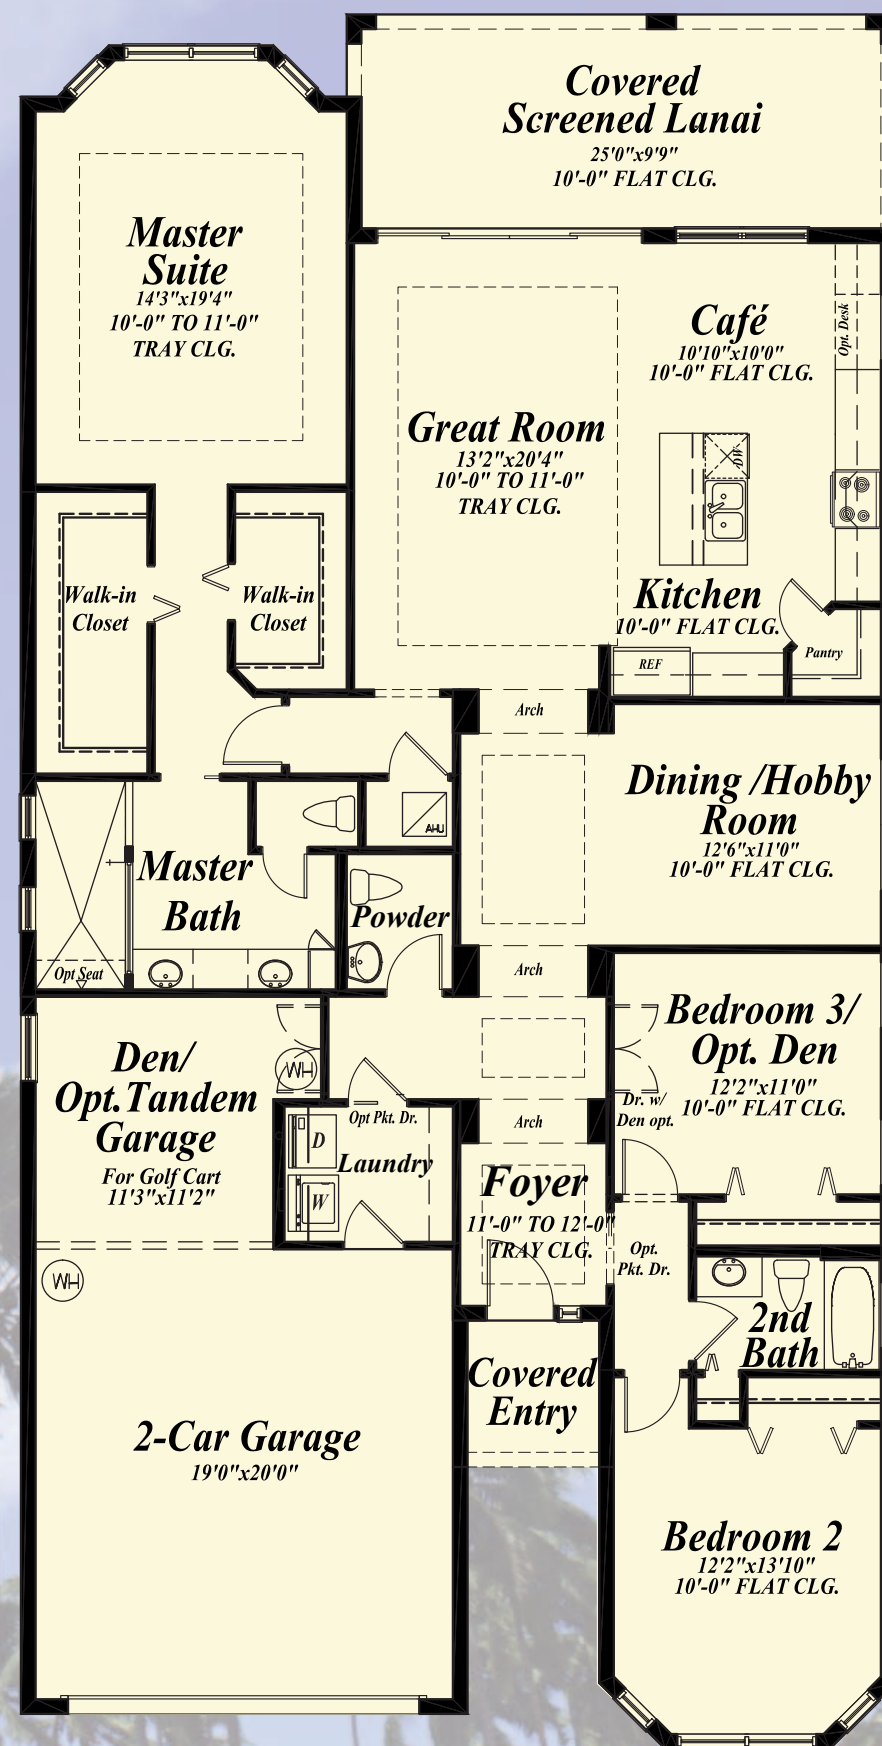 Covered
Screened Lanai
25'0"x9'9"
10'-0" FLAT CLG.
Master
Suite
14'3"x19'4"
10'-0" TO 11'-0"
TRAY CLG.
Café
10'10"x10'0"
10'-0" FLAT CLG.
Opt. Desk
Great Room
13'2"x20'4"
10'-0" TO 11'-0"
TRAY CLG.
DW
Kitchen
10'-0" FLAT CLG.
Walk-in
Closet
Walk-in
Closet
REF
Pantry
Arch
Dining /Hobby
Room
12'6"x11'0"
10'-0" FLAT CLG.
AHU
Master
Bath
Powder
Opt Seat
Arch
Den/
Opt.Tandem
Garage
For Golf Cart
11'3"x11'2"
WH
Bedroom 3/
Opt. Den
12'2"x11'0"
10'-0" FLAT CLG.
Dr. w/
Den opt.
Opt Pkt. Dr.
Arch
D
Laundry
W
Foyer
11'-0" TO 12'-0"
TRAY CLG.
Opt.
Pkt. Dr.
WH
2nd
Bath
Covered
Entry
2-Car Garage
19'0"x20'0"
Bedroom 2
12'2"x13'10"
10'-0" FLAT CLG.